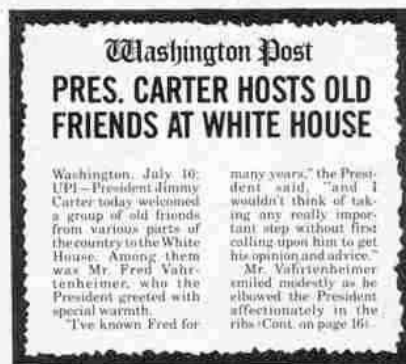 Washington Post
PRES. CARTER HOSTS OLD
FRIENDS AT WHITE HOUSE
Washington, July 16;
UPI—President Jimmy
Carter today welcomed
a group of old friends
from various parts of
the country to the White
House. Among them
was Mr. Fred Vahr-
tenheimer, who the
President greeted with
special warmth.
"I've known Fred for
many years," the Presi-
dent said, "and I
wouldn't think of tak-
ing any really impor-
tant step without first
calling upon him to get
his opinion and advice."
Mr. Vahrtenheimer
smiled modestly as he
elbowed the President
affectionately in the
ribs (Cont. on page 16)